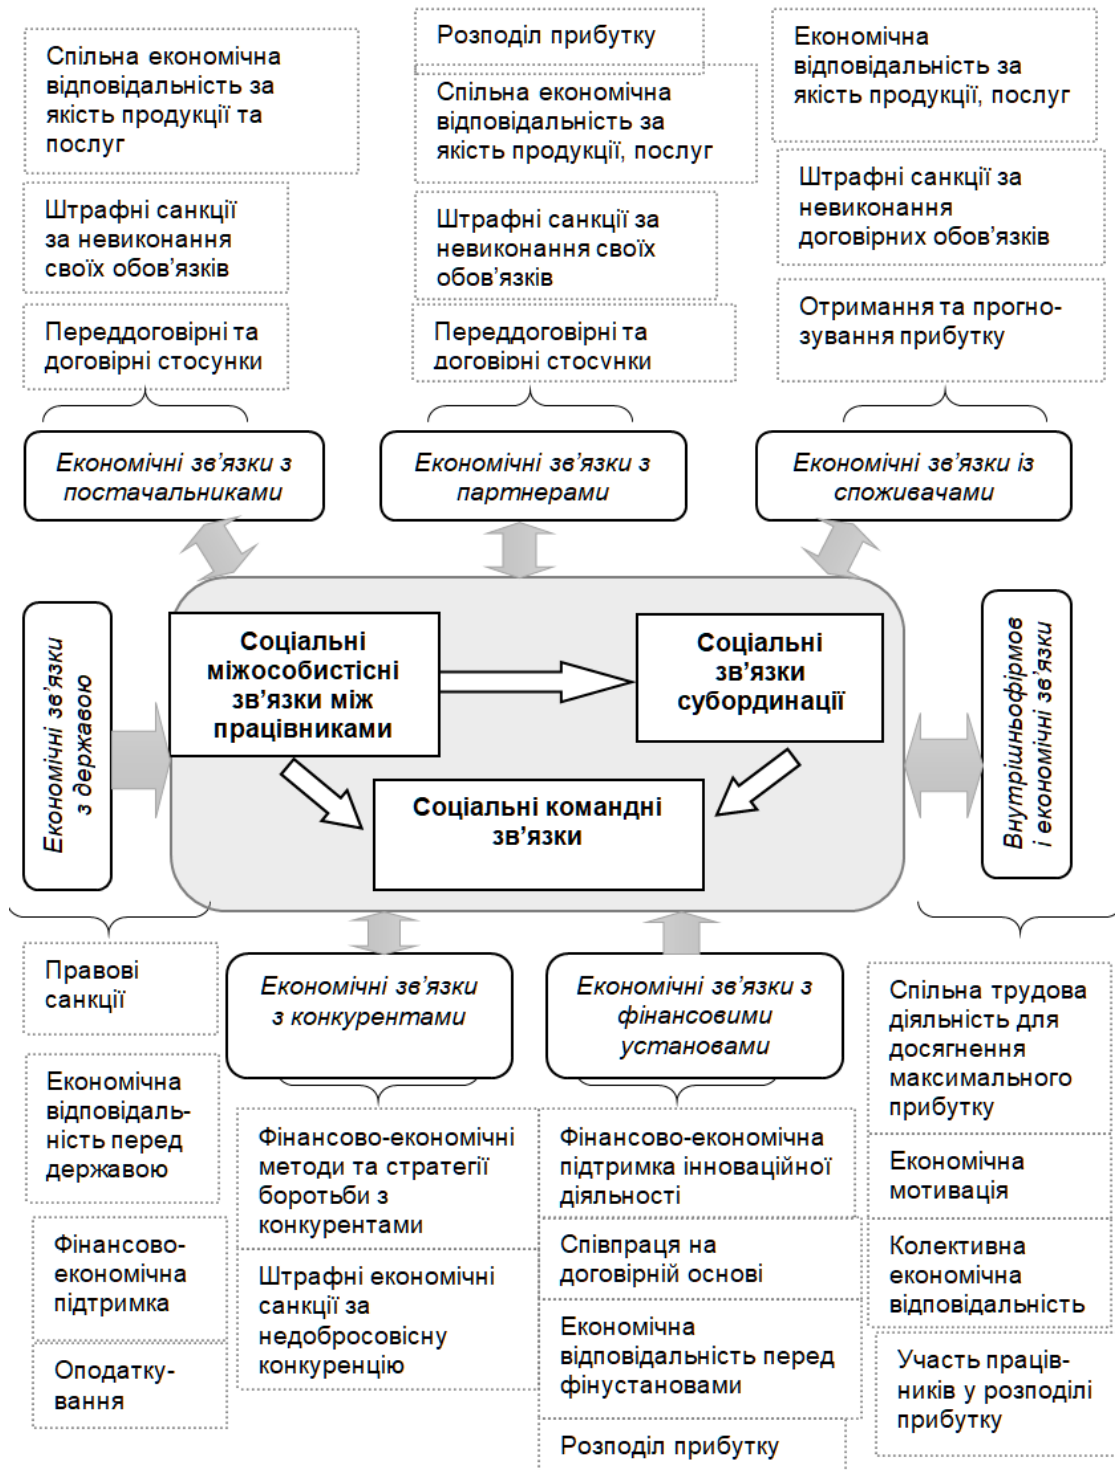 Спільна економічна
відповідальність за
якість продукції та
послуг
Штрафні санкції
за невиконання
своїх обов’язків
Переддоговірні та
договірні стосунки
Розподіл прибутку
Спільна економічна
відповідальність за
якість продукції, послуг
Штрафні санкції за
невиконання своїх
обов’язків
Переддоговірні та
договірні стосунки
Економічна
відповідальність за
якість продукції, послуг
Штрафні санкції за
невиконання
договірних обов’язків
Отримання та прогно-
зування прибутку
Економічні зв’язки з
постачальниками
Економічні зв’язки з
партнерами
Економічні зв’язки із
споживачами
Економічні зв’язки
з державою
Соціальні
міжособистісні
зв’язки між
працівниками
Соціальні
зв’язки
субординації
Соціальні командні
зв’язки
Внутрішньофірмов
і економічні зв’язки
Економічні зв’язки
з конкурентами
Економічні зв’язки з
фінансовими
установами
Правові
санкції
Економічна
відповідаль-
ність перед
державою
Фінансово-
економічна
підтримка
Оподатку-
вання
Фінансово-економічні
методи та стратегії
боротьби з
конкурентами
Штрафні економічні
санкції за
недобросовісну
конкуренцію
Фінансово-економічна
підтримка інноваційної
діяльності
Співпраця на
договірній основі
Економічна
відповідальність перед
фінустановами
Розподіл прибутку
Спільна трудова
діяльність для
досягнення
максимального
прибутку
Економічна
мотивація
Колективна
економічна
відповідальність
Участь праців-
ників у розподілі
прибутку